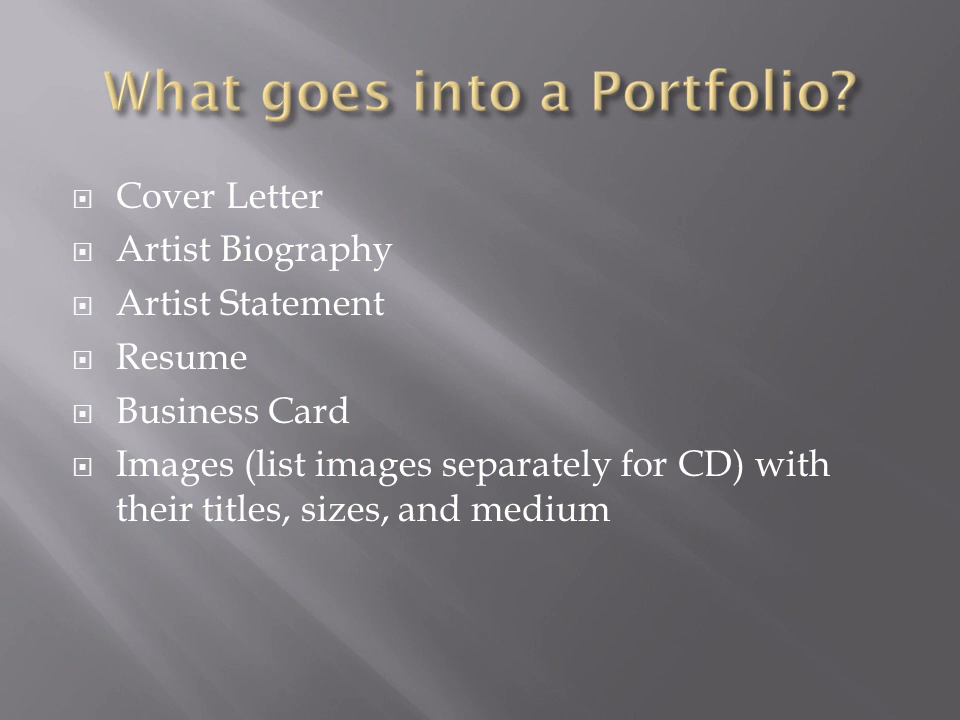 What goes into a Portfolio?
Cover Letter
Artist Biography
Artist Statement
Resume
Business Card
Images (list images separately for CD) with
their titles, sizes, and medium